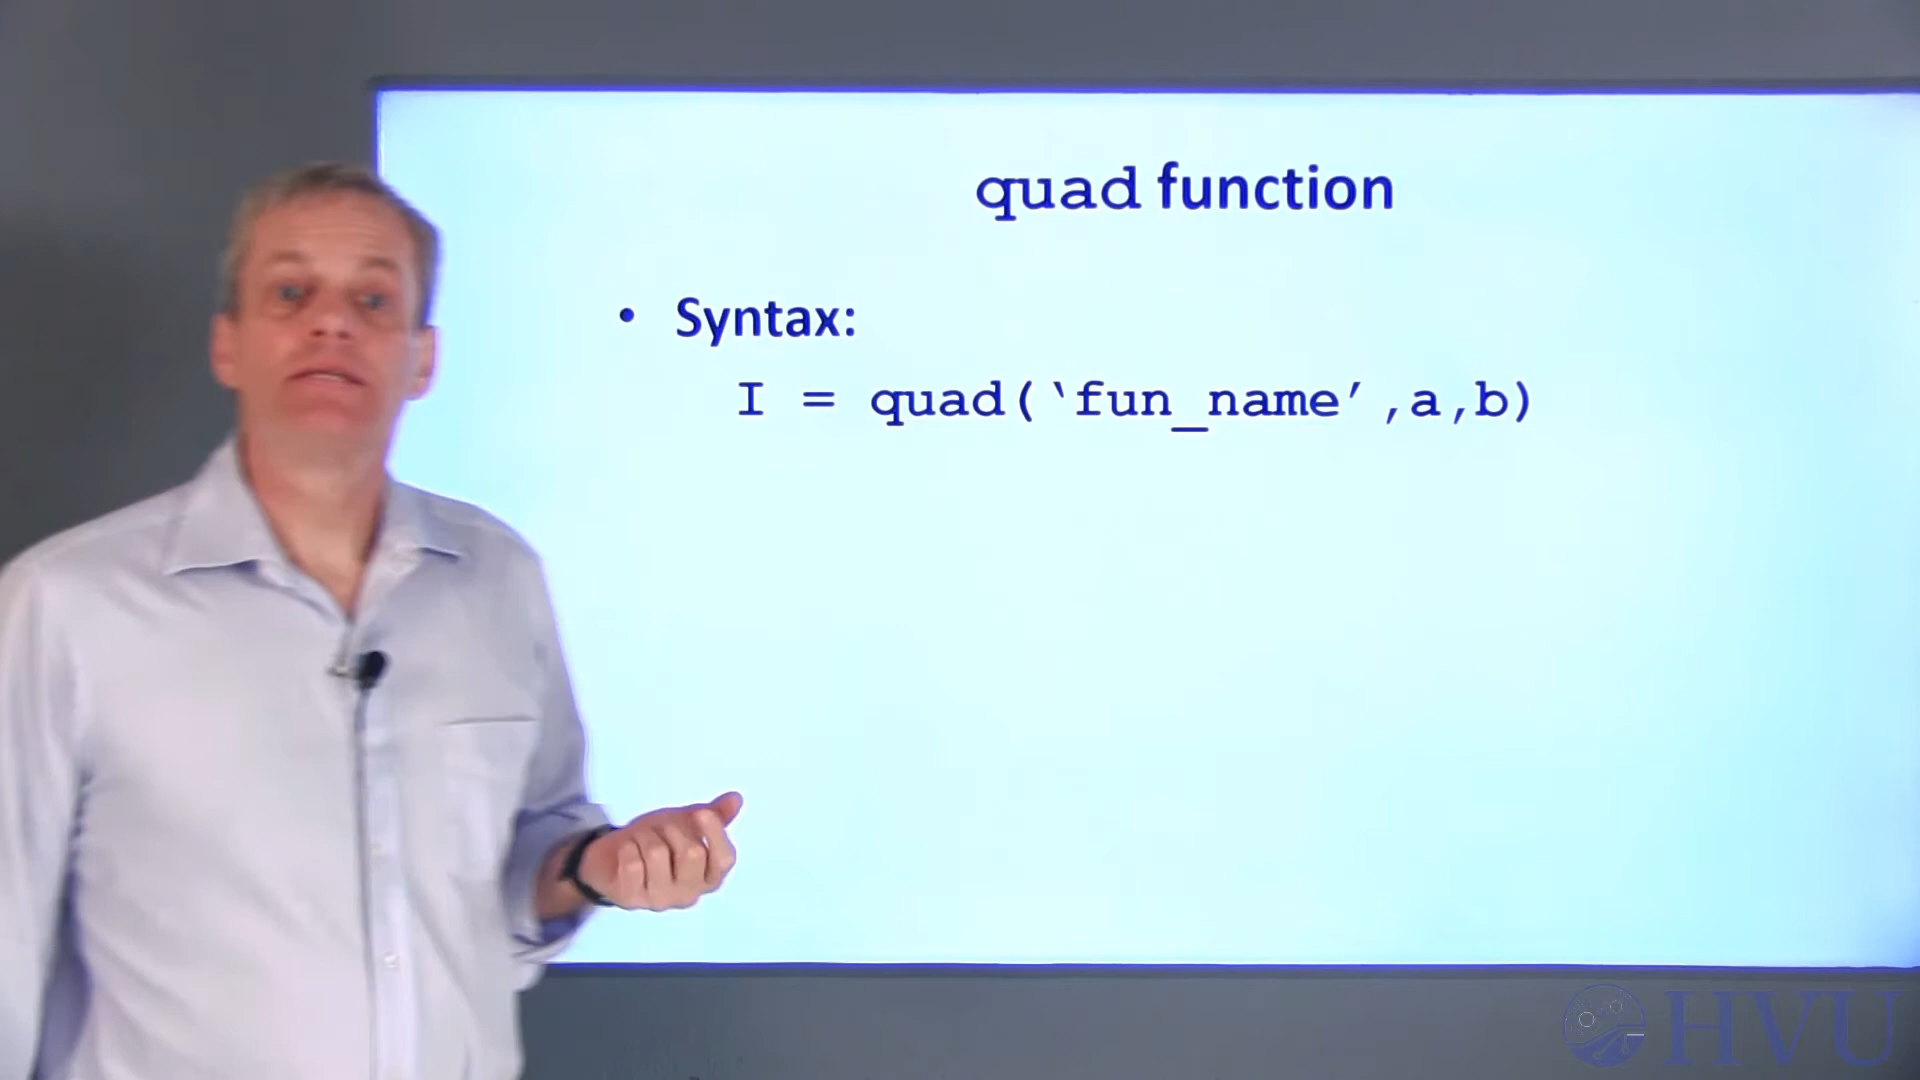 quad function
• Syntax:
I = quad(‘fun_name’,a,b)
HVU